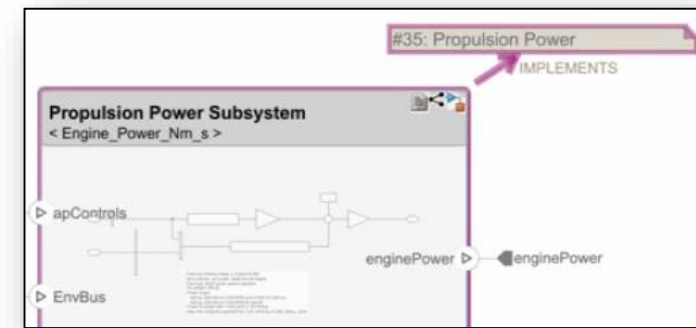 #35: Propulsion Power
IMPLEMENTS
Propulsion Power Subsystem
< Engine_Power_Nm_s >
apControls
enginePower
enginePower
EnvBus